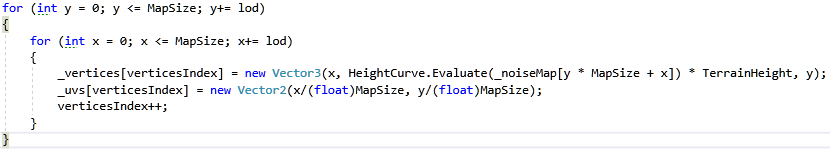 for (int y = 0; y <= MapSize; y+= lod)
{
for (int x = 0; x <= MapSize; x+= lod)
{
_vertices[verticesIndex] = new Vector3(x, HeightCurve.Evaluate(_noiseMap[y * MapSize + x]) * TerrainHeight, y);
_uvs[verticesIndex] = new Vector2(x/(float)MapSize, y/(float)MapSize);
verticesIndex++;
}
}